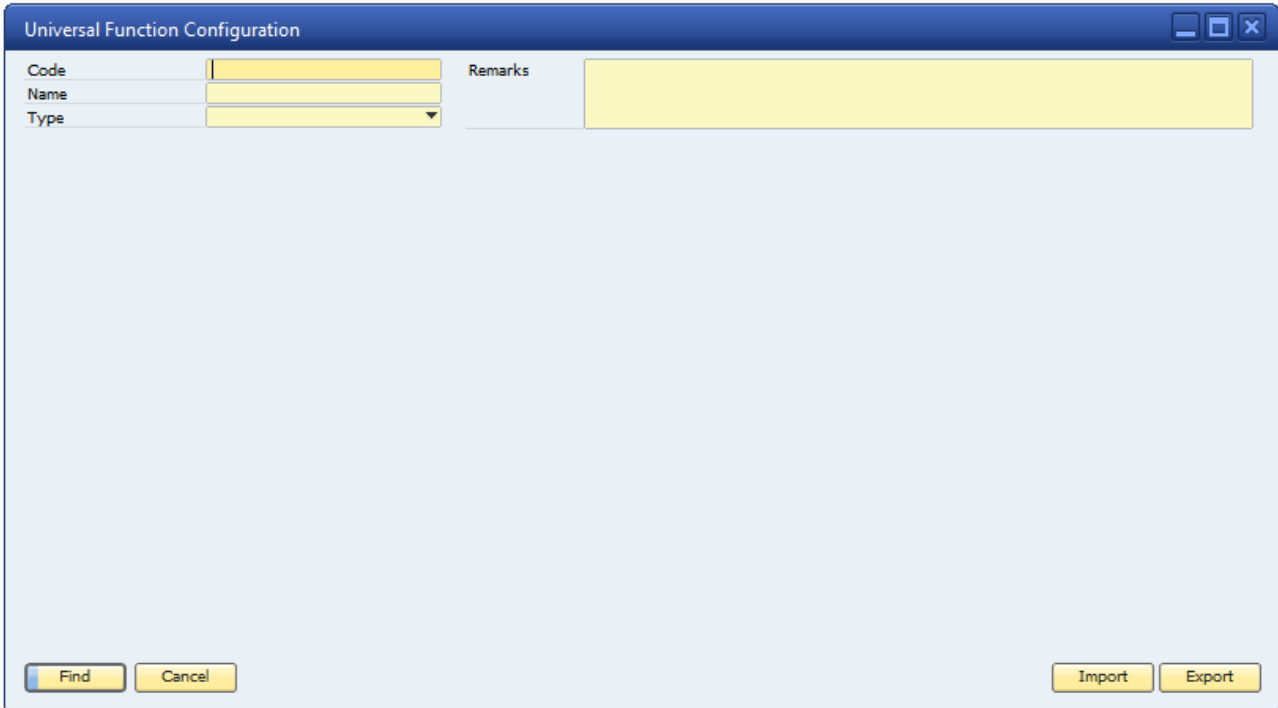 Universal Function Configuration
Code
Remarks
Name
Type
Find
Cancel
Import
Export